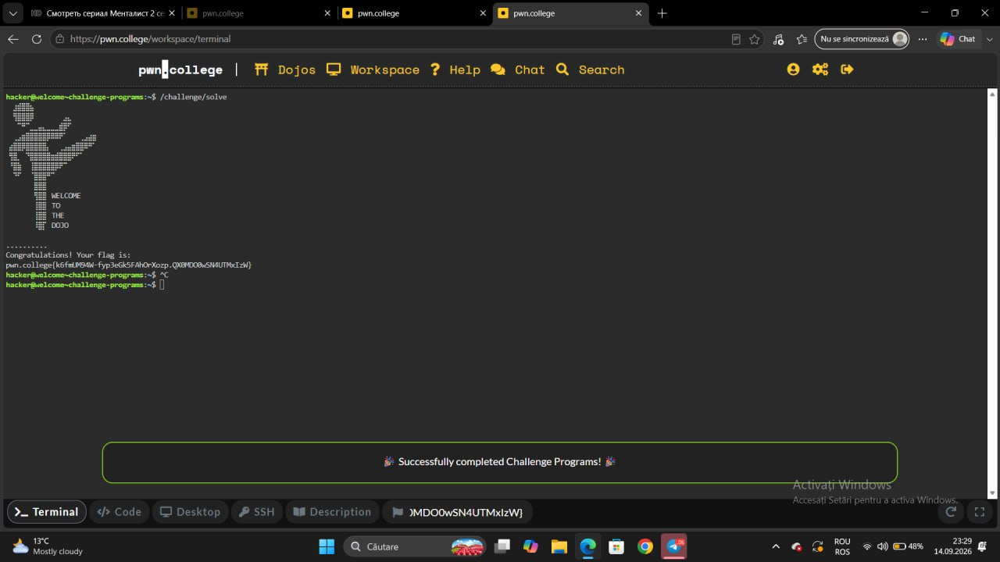 Смотреть сериал Менталист 2 се
pwn.college
pwn.college
pwn.college
https://pwn.college/workspace/terminal
Nu se sincronizează
Chat
pwn.college
Dojos
Workspace
Help
Chat
Search
hacker@welcome~challenge-programs:~$ /challenge/solve
WELCOME
TO
THE
DOJO
----------
Congratulations! Your flag is:
pwn.college{k6fmUM94W-fyp3eGk5FAhOrXozp.QX0MDO0wSN4UTMxIzW}
hacker@welcome~challenge-programs:~$ ^C
hacker@welcome~challenge-programs:~$
🎉 Successfully completed Challenge Programs! 🎉
Activați Windows
Accesați Setări pentru a activa Windows.
Terminal
Code
Desktop
SSH
Description
MDO0wSN4UTMxIzW}
13°C
Mostly cloudy
Căutare
ROU
ROS
48%
23:29
14.09.2026